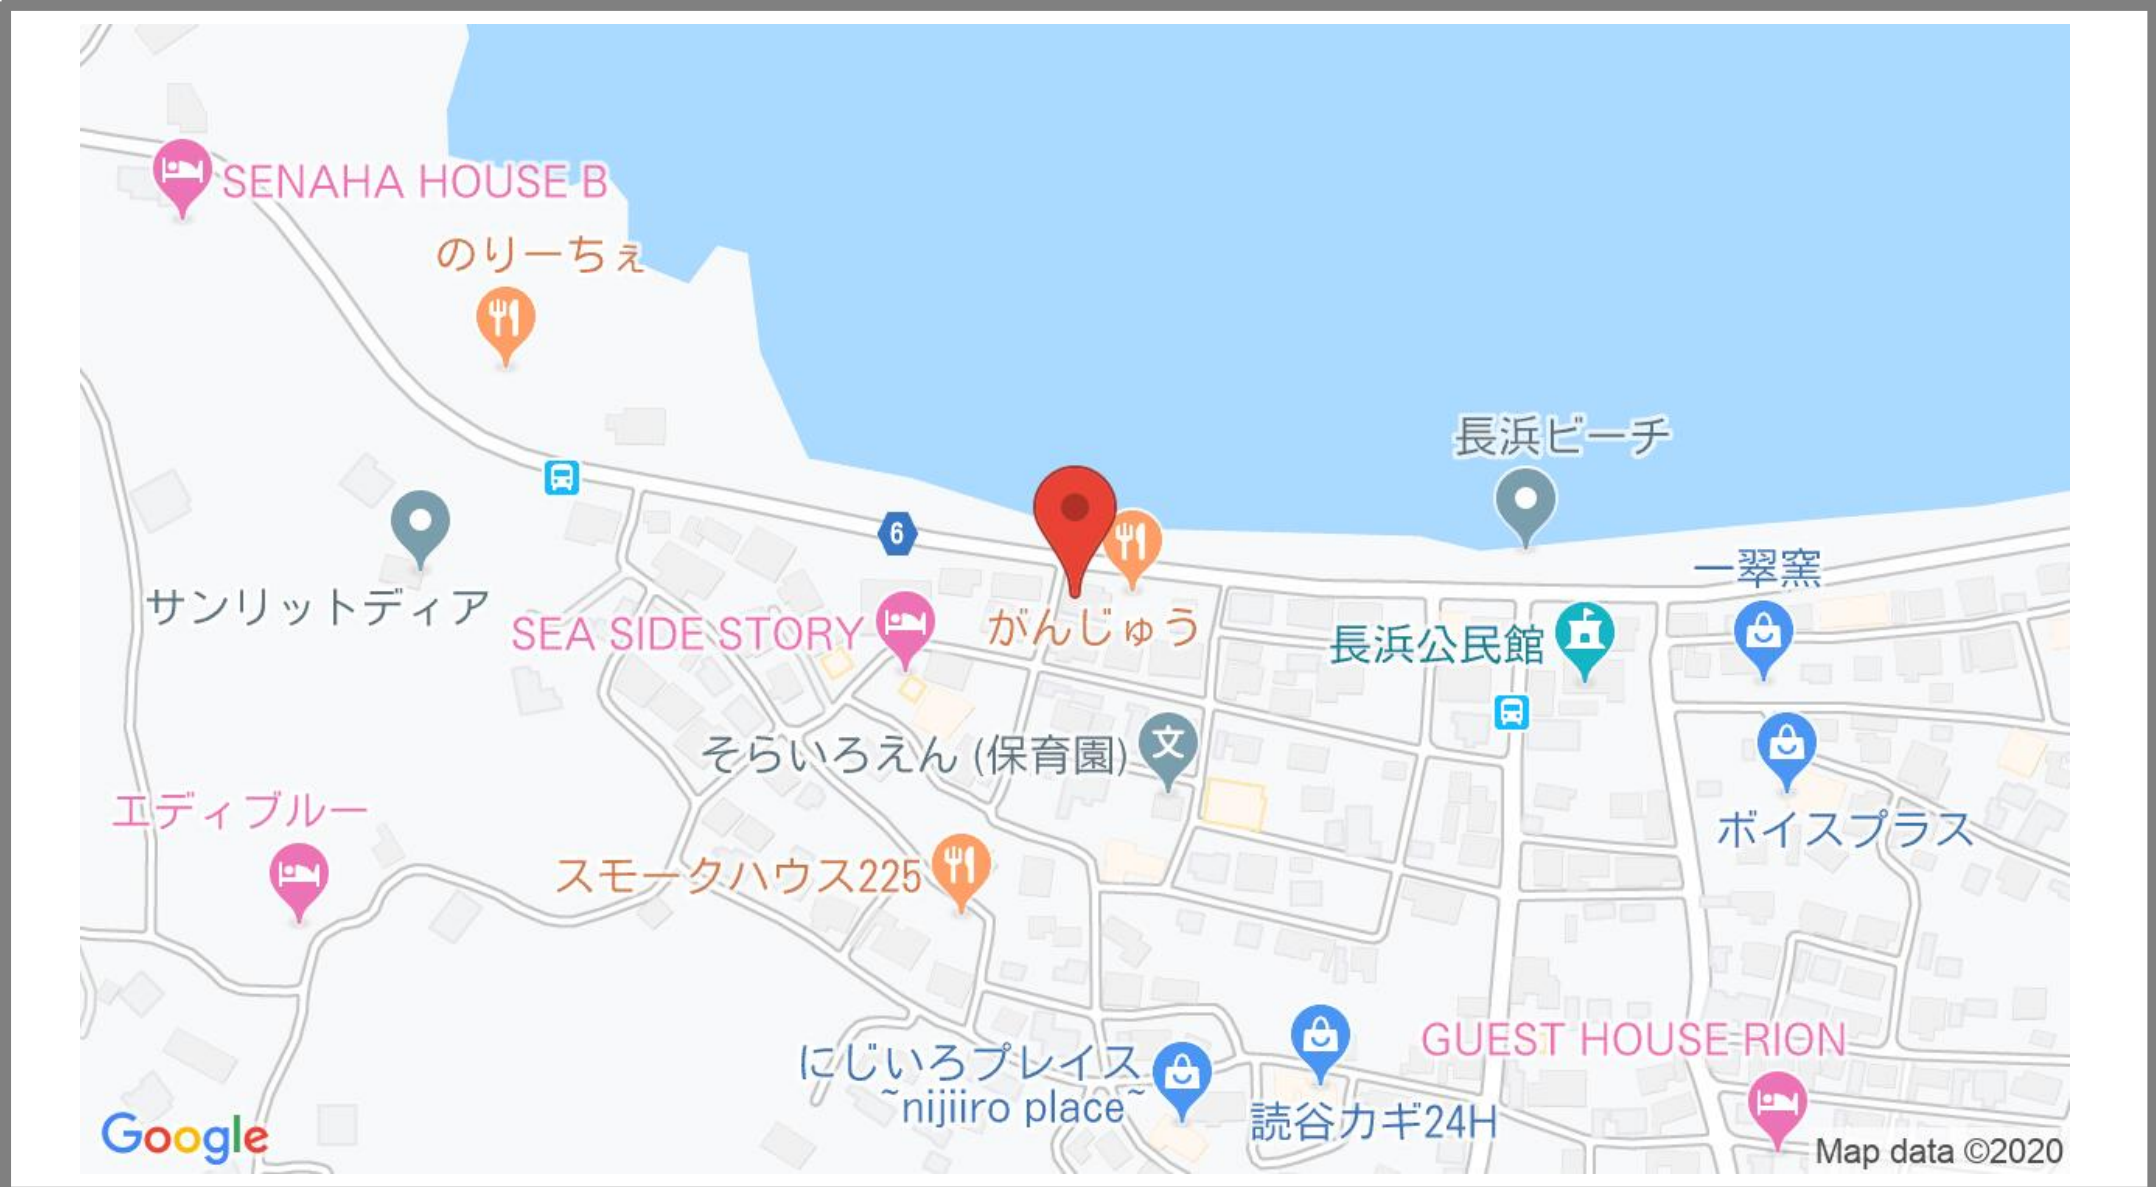 SENAHA HOUSE B
のりーちぇ
長浜ビーチ
6
一翠窯
サンリットディア
SEA SIDE STORY
がんじゅう
長浜公民館
そらいろえん (保育園)
文
エディブルー
ボイスプラス
スモークハウス225
にじいろプレイス
~nijiiro place~
読谷カギ24H
GUEST HOUSE RION
Google
Map data ©2020